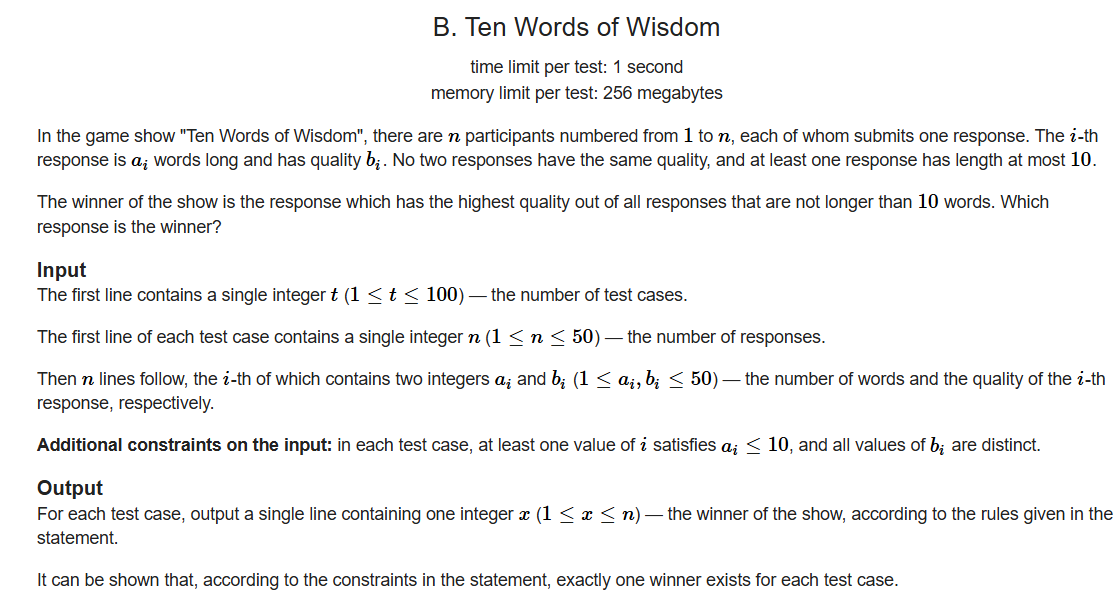 B. Ten Words of Wisdom
time limit per test: 1 second
memory limit per test: 256 megabytes
In the game show "Ten Words of Wisdom", there are n participants numbered from 1 to n, each of whom submits one response. The i-th
response is a_i words long and has quality b_i. No two responses have the same quality, and at least one response has length at most 10.
The winner of the show is the response which has the highest quality out of all responses that are not longer than 10 words. Which
response is the winner?
Input
The first line contains a single integer t (1 ≤ t ≤ 100) — the number of test cases.
The first line of each test case contains a single integer n (1 ≤ n ≤ 50) — the number of responses.
Then n lines follow, the i-th of which contains two integers a_i and b_i (1 ≤ a_i, b_i ≤ 50) — the number of words and the quality of the i-th
response, respectively.
Additional constraints on the input: in each test case, at least one value of i satisfies a_i ≤ 10, and all values of b_i are distinct.
Output
For each test case, output a single line containing one integer x (1 ≤ x ≤ n) — the winner of the show, according to the rules given in the
statement.
It can be shown that, according to the constraints in the statement, exactly one winner exists for each test case.